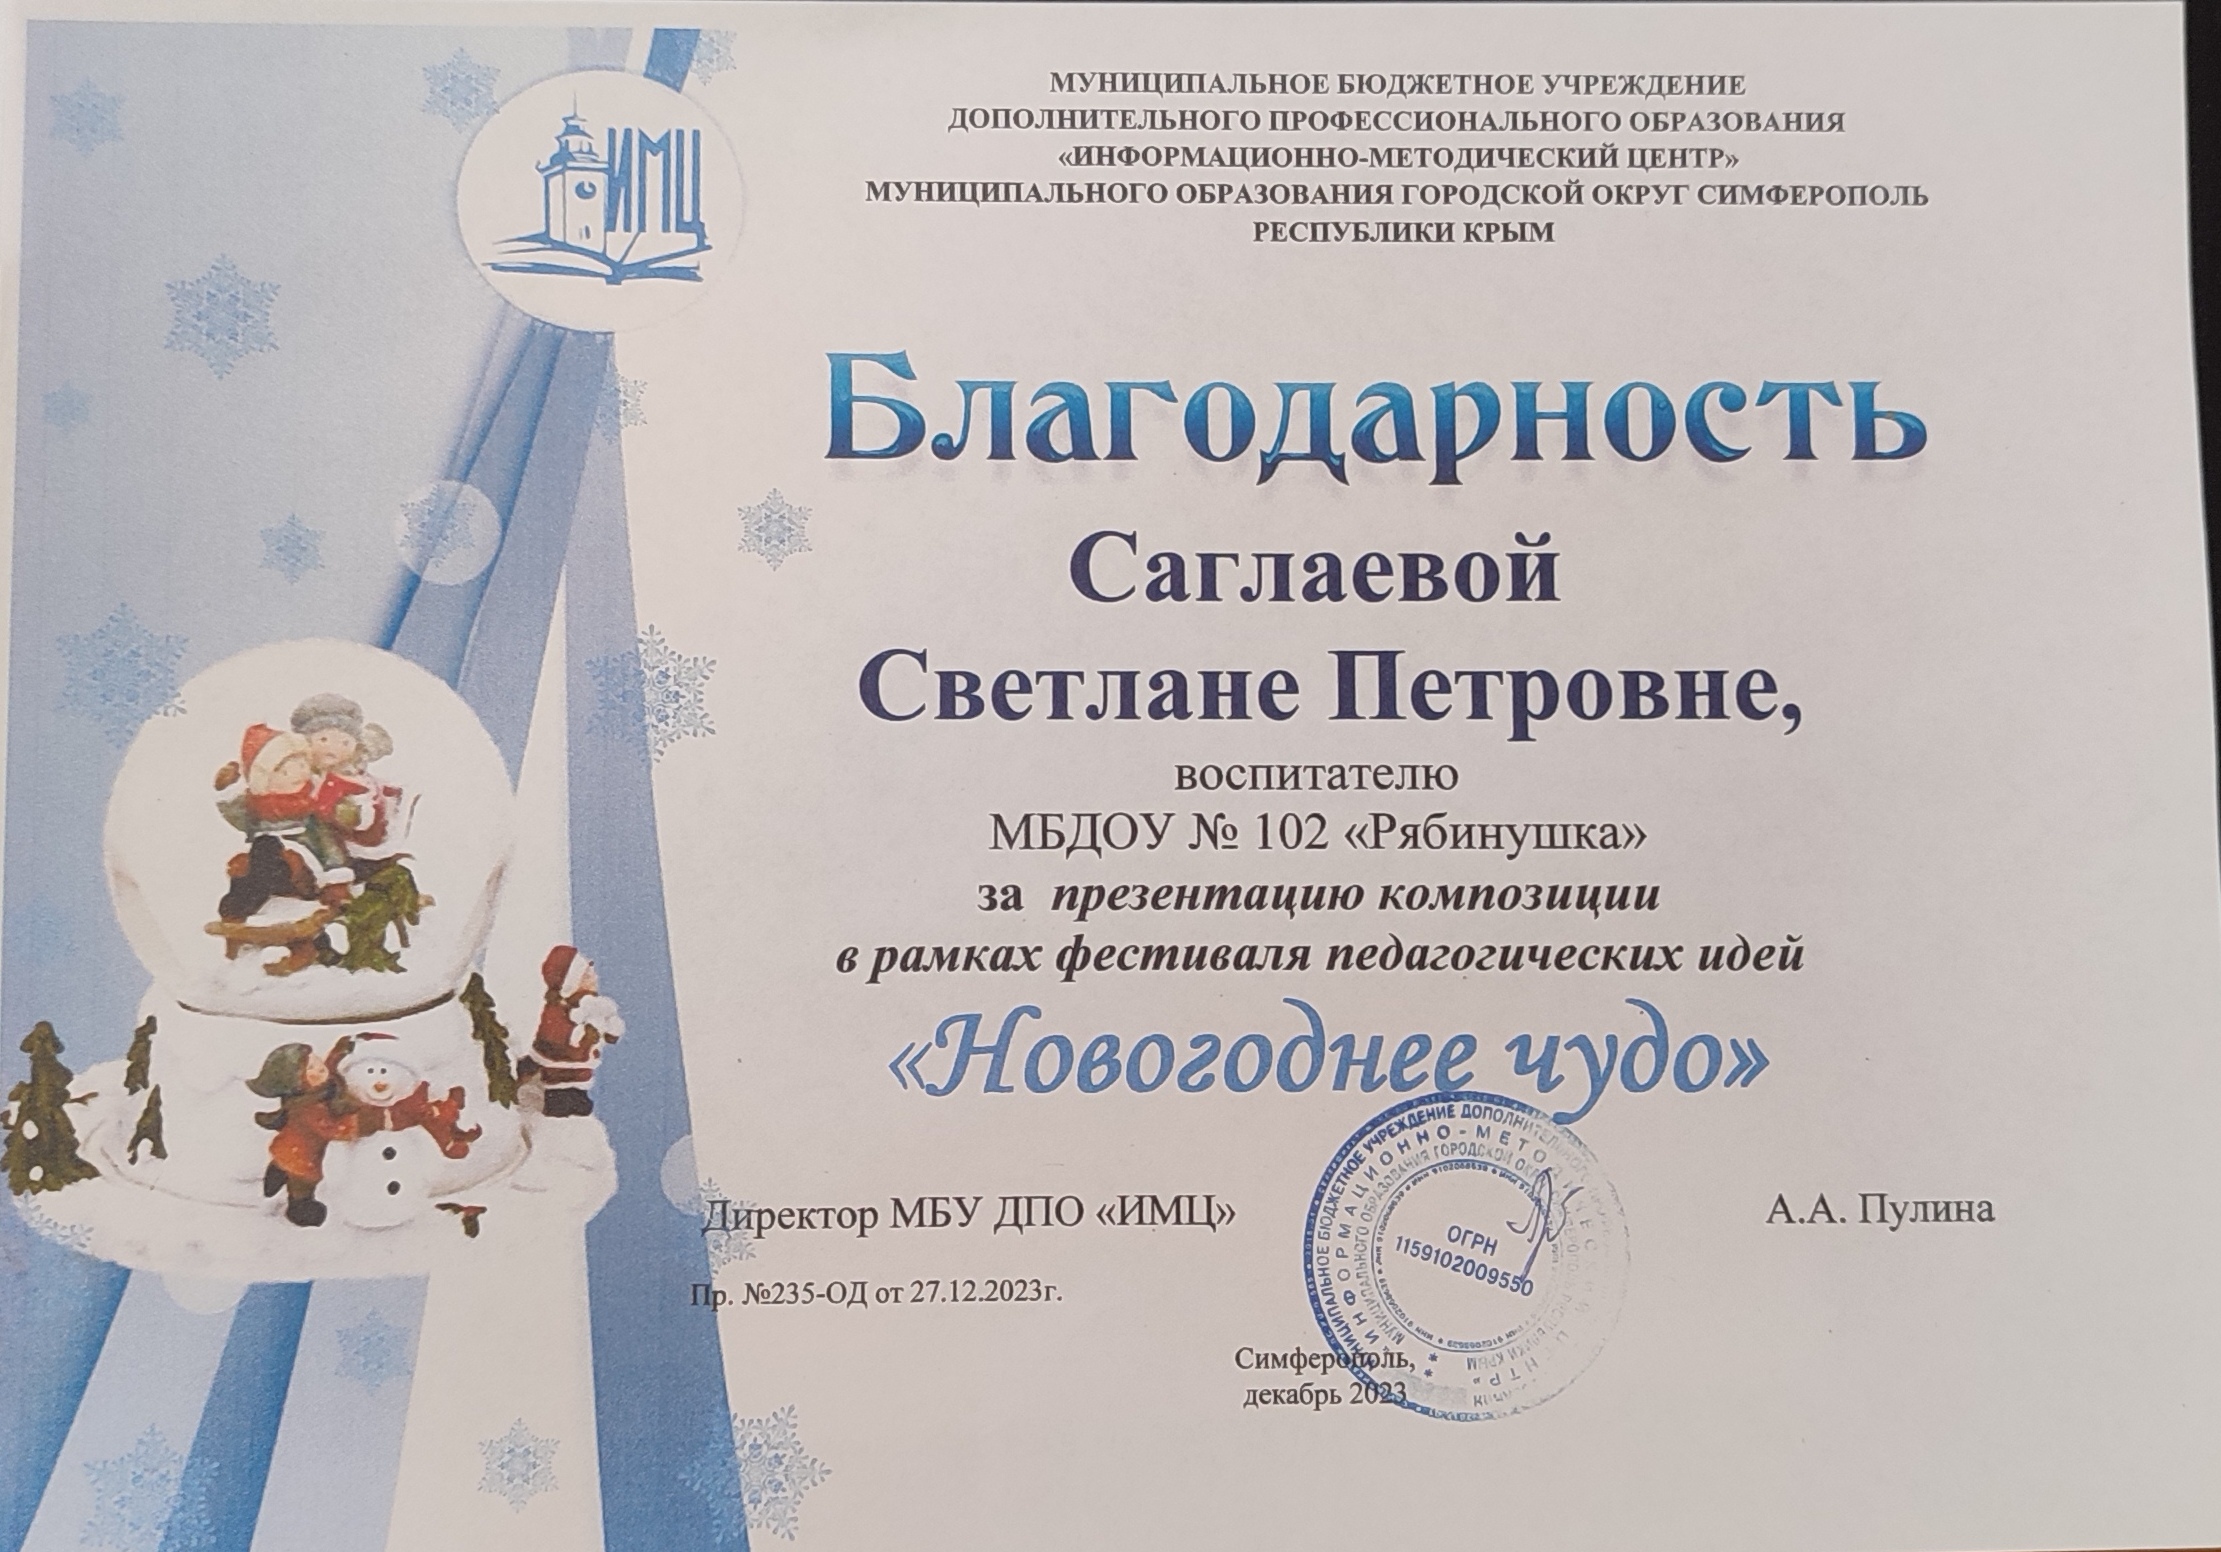 ИМЦ
МУНИЦИПАЛЬНОЕ БЮДЖЕТНОЕ УЧРЕЖДЕНИЕ
ДОПОЛНИТЕЛЬНОГО ПРОФЕССИОНАЛЬНОГО ОБРАЗОВАНИЯ
«ИНФОРМАЦИОННО-МЕТОДИЧЕСКИЙ ЦЕНТР»
МУНИЦИПАЛЬНОГО ОБРАЗОВАНИЯ ГОРОДСКОЙ ОКРУГ СИМФЕРОПОЛЬ
РЕСПУБЛИКИ КРЫМ
Благодарность
Саглаевой
Светлане Петровне,
воспитателю
МБДОУ № 102 «Рябинушка»
за презентацию композиции
в рамках фестиваля педагогических идей
«Новогоднее чудо»
Директор МБУ ДПО «ИМЦ»
А.А. Пулина
ОГРН
1159102009550
Пр. №235-ОД от 27.12.2023г.
Симферополь,
декабрь 2023